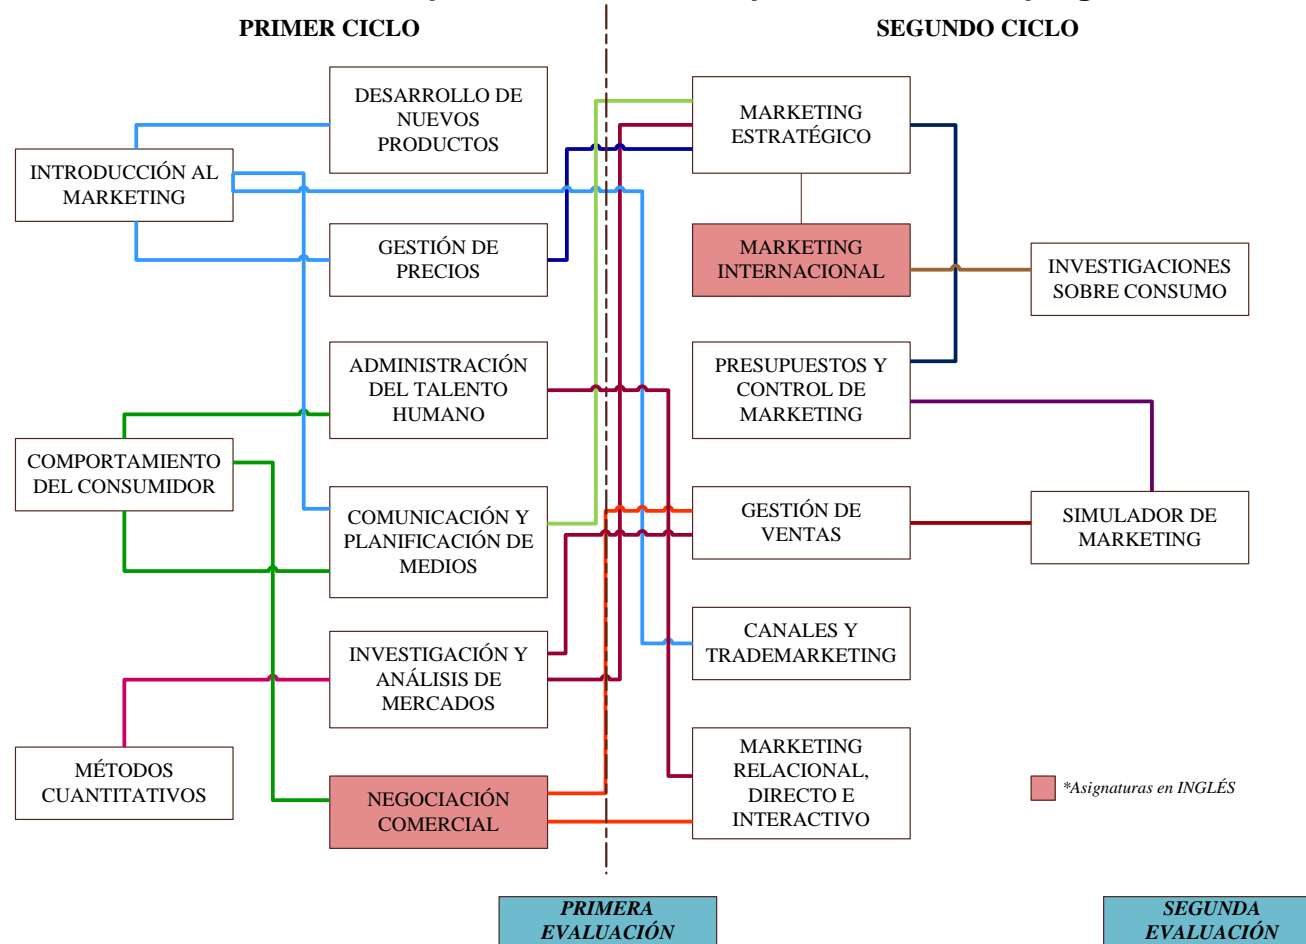 PRIMER CICLO
SEGUNDO CICLO
DESARROLLO DE
NUEVOS
PRODUCTOS
MARKETING
ESTRATÉGICO
INTRODUCCIÓN AL
MARKETING
GESTIÓN DE
PRECIOS
MARKETING
INTERNACIONAL
INVESTIGACIONES
SOBRE CONSUMO
ADMINISTRACIÓN
DEL TALENTO
HUMANO
PRESUPUESTOS Y
CONTROL DE
MARKETING
COMPORTAMIENTO
DEL CONSUMIDOR
COMUNICACIÓN Y
PLANIFICACIÓN DE
MEDIOS
GESTIÓN DE
VENTAS
SIMULADOR DE
MARKETING
INVESTIGACIÓN Y
ANÁLISIS DE
MERCADOS
CANALES Y
TRADEMARKETING
MÉTODOS
CUANTITATIVOS
NEGOCIACIÓN
COMERCIAL
MARKETING
RELACIONAL,
DIRECTO E
INTERACTIVO
*Asignaturas en INGLÉS
PRIMERA
EVALUACIÓN
SEGUNDA
EVALUACIÓN